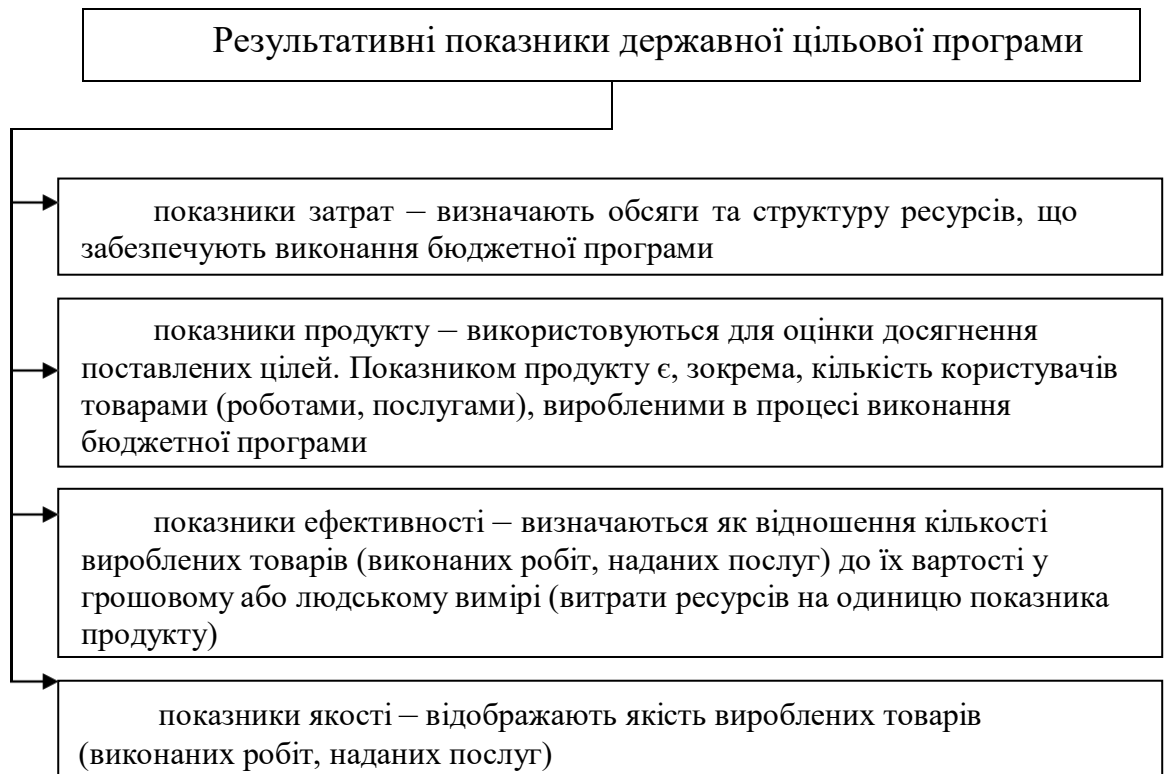 Результативні показники державної цільової програми
показники затрат – визначають обсяги та структуру ресурсів, що
забезпечують виконання бюджетної програми
показники продукту – використовуються для оцінки досягнення
поставлених цілей. Показником продукту є, зокрема, кількість користувачів
товарами (роботами, послугами), виробленими в процесі виконання
бюджетної програми
показники ефективності – визначаються як відношення кількості
вироблених товарів (виконаних робіт, наданих послуг) до їх вартості у
грошовому або людському вимірі (витрати ресурсів на одиницю показника
продукту)
показники якості – відображають якість вироблених товарів
(виконаних робіт, наданих послуг)